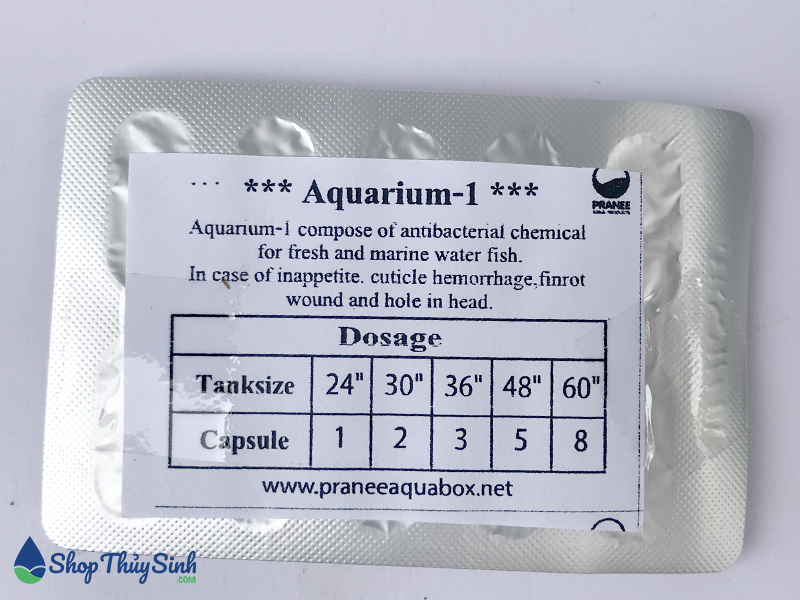 *** Aquarium-1 ***
PRANEE
Aquarium-1 compose of antibacterial chemical
for fresh and marine water fish.
In case of inappetite. cuticle hemorrhage,finrot
wound and hole in head.
Dosage
Tanksize 24" 30" 36" 48" 60"
Capsule 1 2 3 5 8
www.praneeaquabox.net
Shop Thủy Sinh
.COM